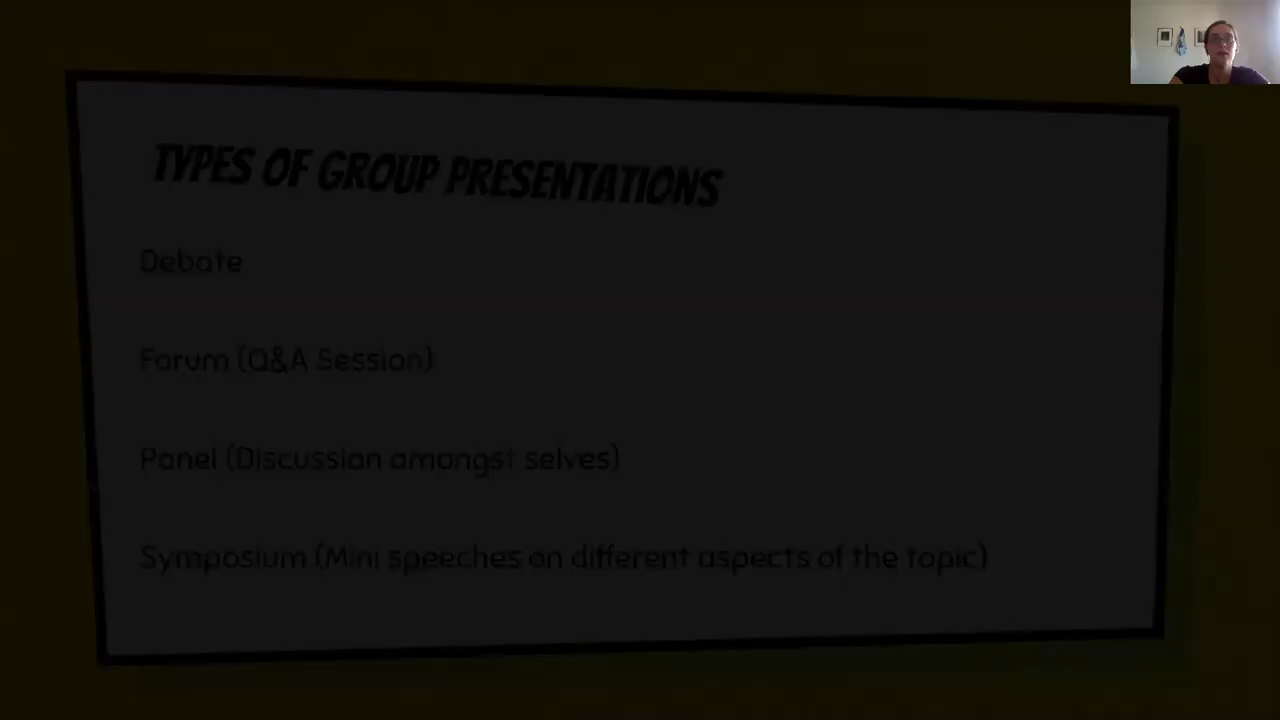 TYPES OF GROUP PRESENTATIONS
Debate
Forum (Q&A Session)
Panel (Discussion amongst selves)
Symposium (Mini speeches on different aspects of the topic)